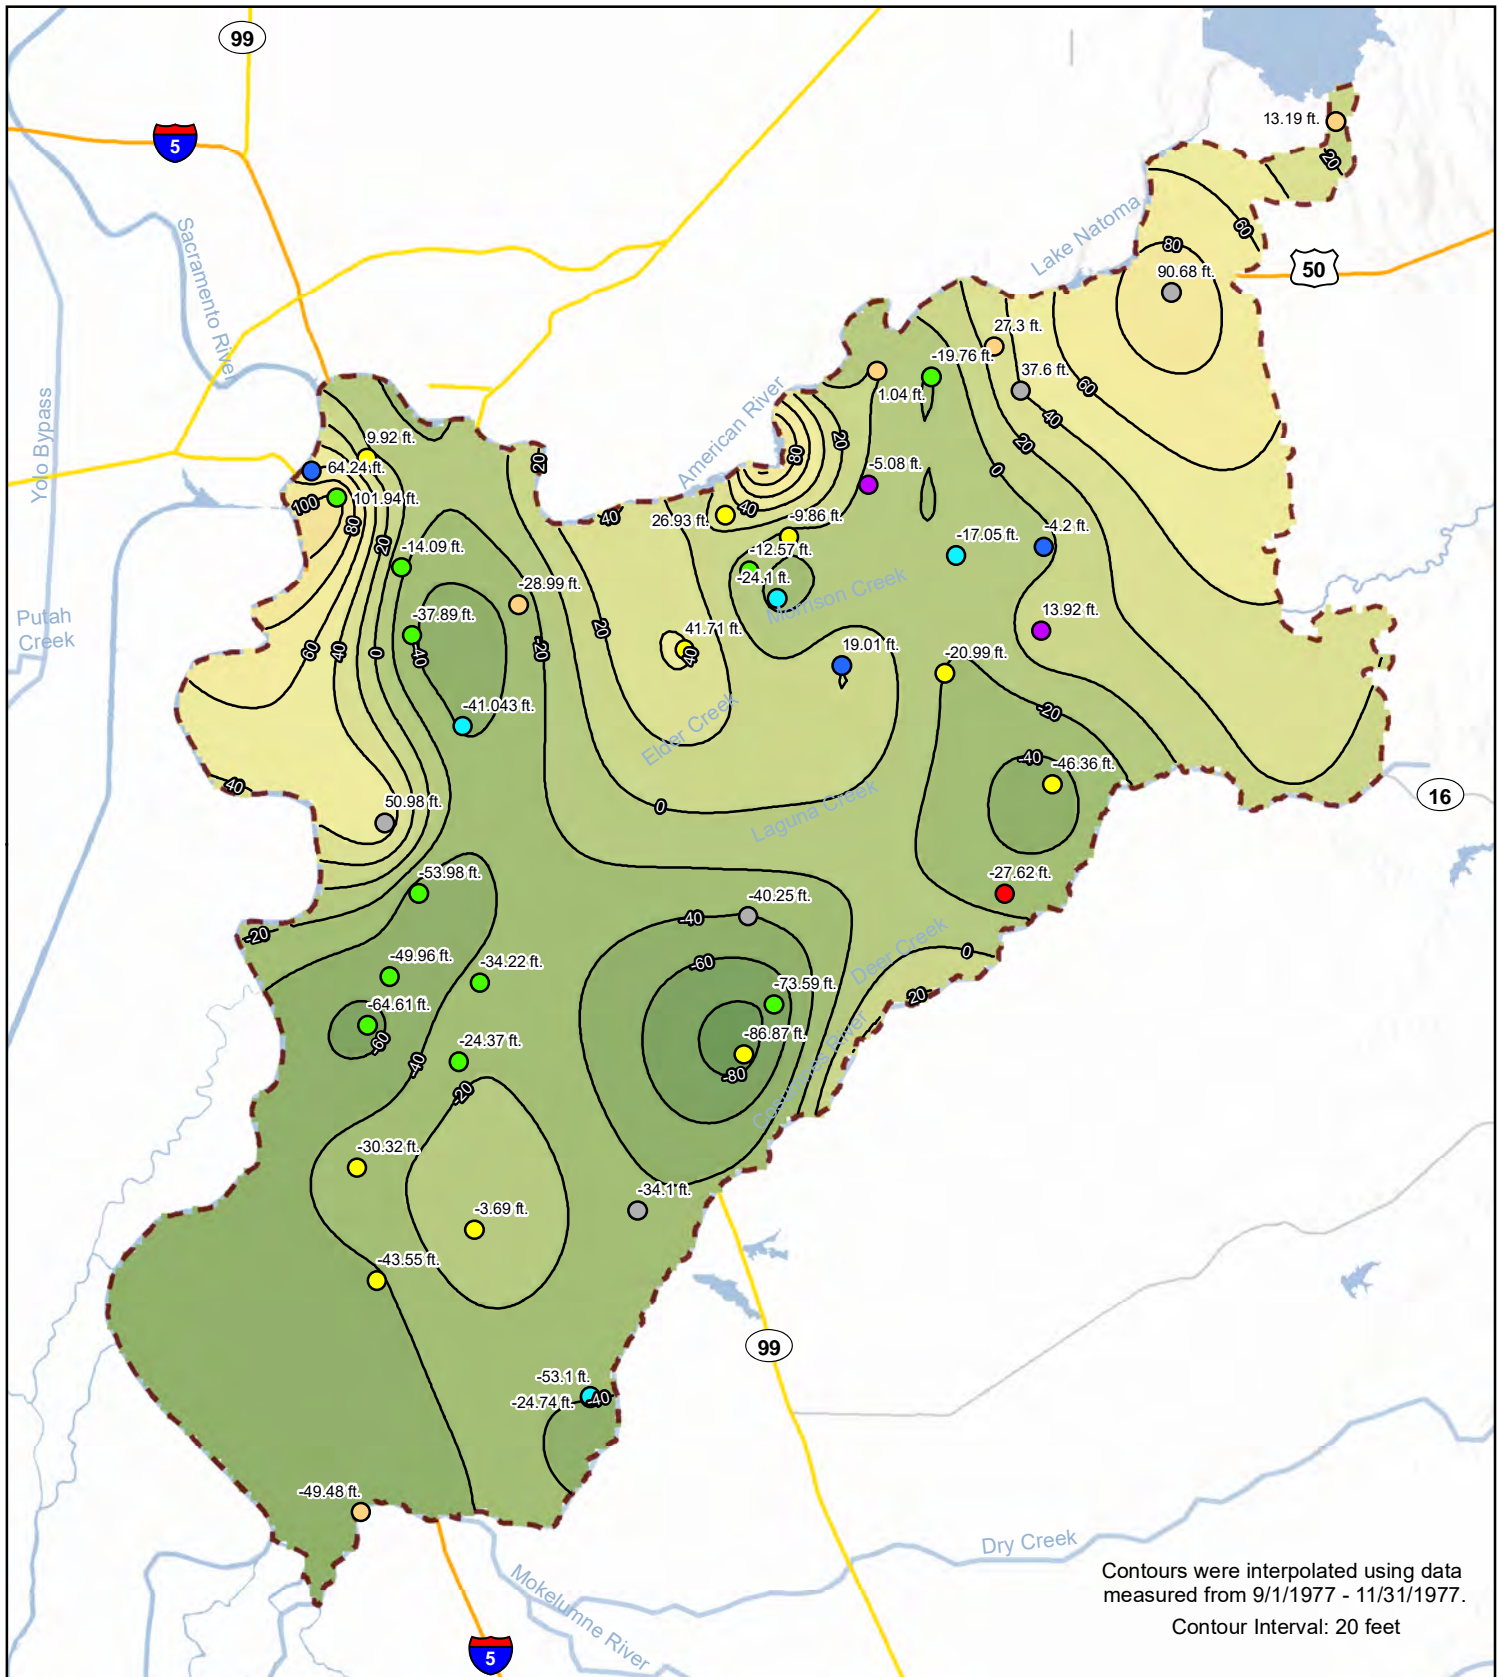 99
13.19 ft.
5
20
Lake Natoma
60
80
Sacramento River
90.68 ft.
50
27.3 ft.
-19.76 ft.
37.6 ft.
1.04 ft.
60
American River
40
9.92 ft.
20
20
Yolo Bypass
80
-5.08 ft.
0
64.24 ft.
100
101.94 ft.
40
26.93 ft.
40
-9.86 ft.
80
20
-17.05 ft.
-4.2 ft.
-14.09 ft.
-12.57 ft.
-24.1 ft.
-28.99 ft.
Morrison Creek
Putah
Creek
-37.89 ft.
20
41.71 ft.
13.92 ft.
60
40
0
-40
-20
40
19.01 ft.
-20.99 ft.
-41.043 ft.
Elder Creek
-20
-40
-46.36 ft.
40
50.98 ft.
0
Laguna Creek
16
-53.98 ft.
-27.62 ft.
-40.25 ft.
-40
-20
Deer Creek
0
-49.96 ft.
-34.22 ft.
-60
-73.59 ft.
20
-64.61 ft.
-60
-24.37 ft.
-86.87 ft.
-40
-80
Cosumnes River
-20
-30.32 ft.
-34.1 ft.
-3.69 ft.
-43.55 ft.
99
-53.1 ft.
-24.74 ft.
-40
-49.48 ft.
Dry Creek
Mokelumne River
5
Contours were interpolated using data
measured from 9/1/1977 - 11/31/1977.
Contour Interval: 20 feet